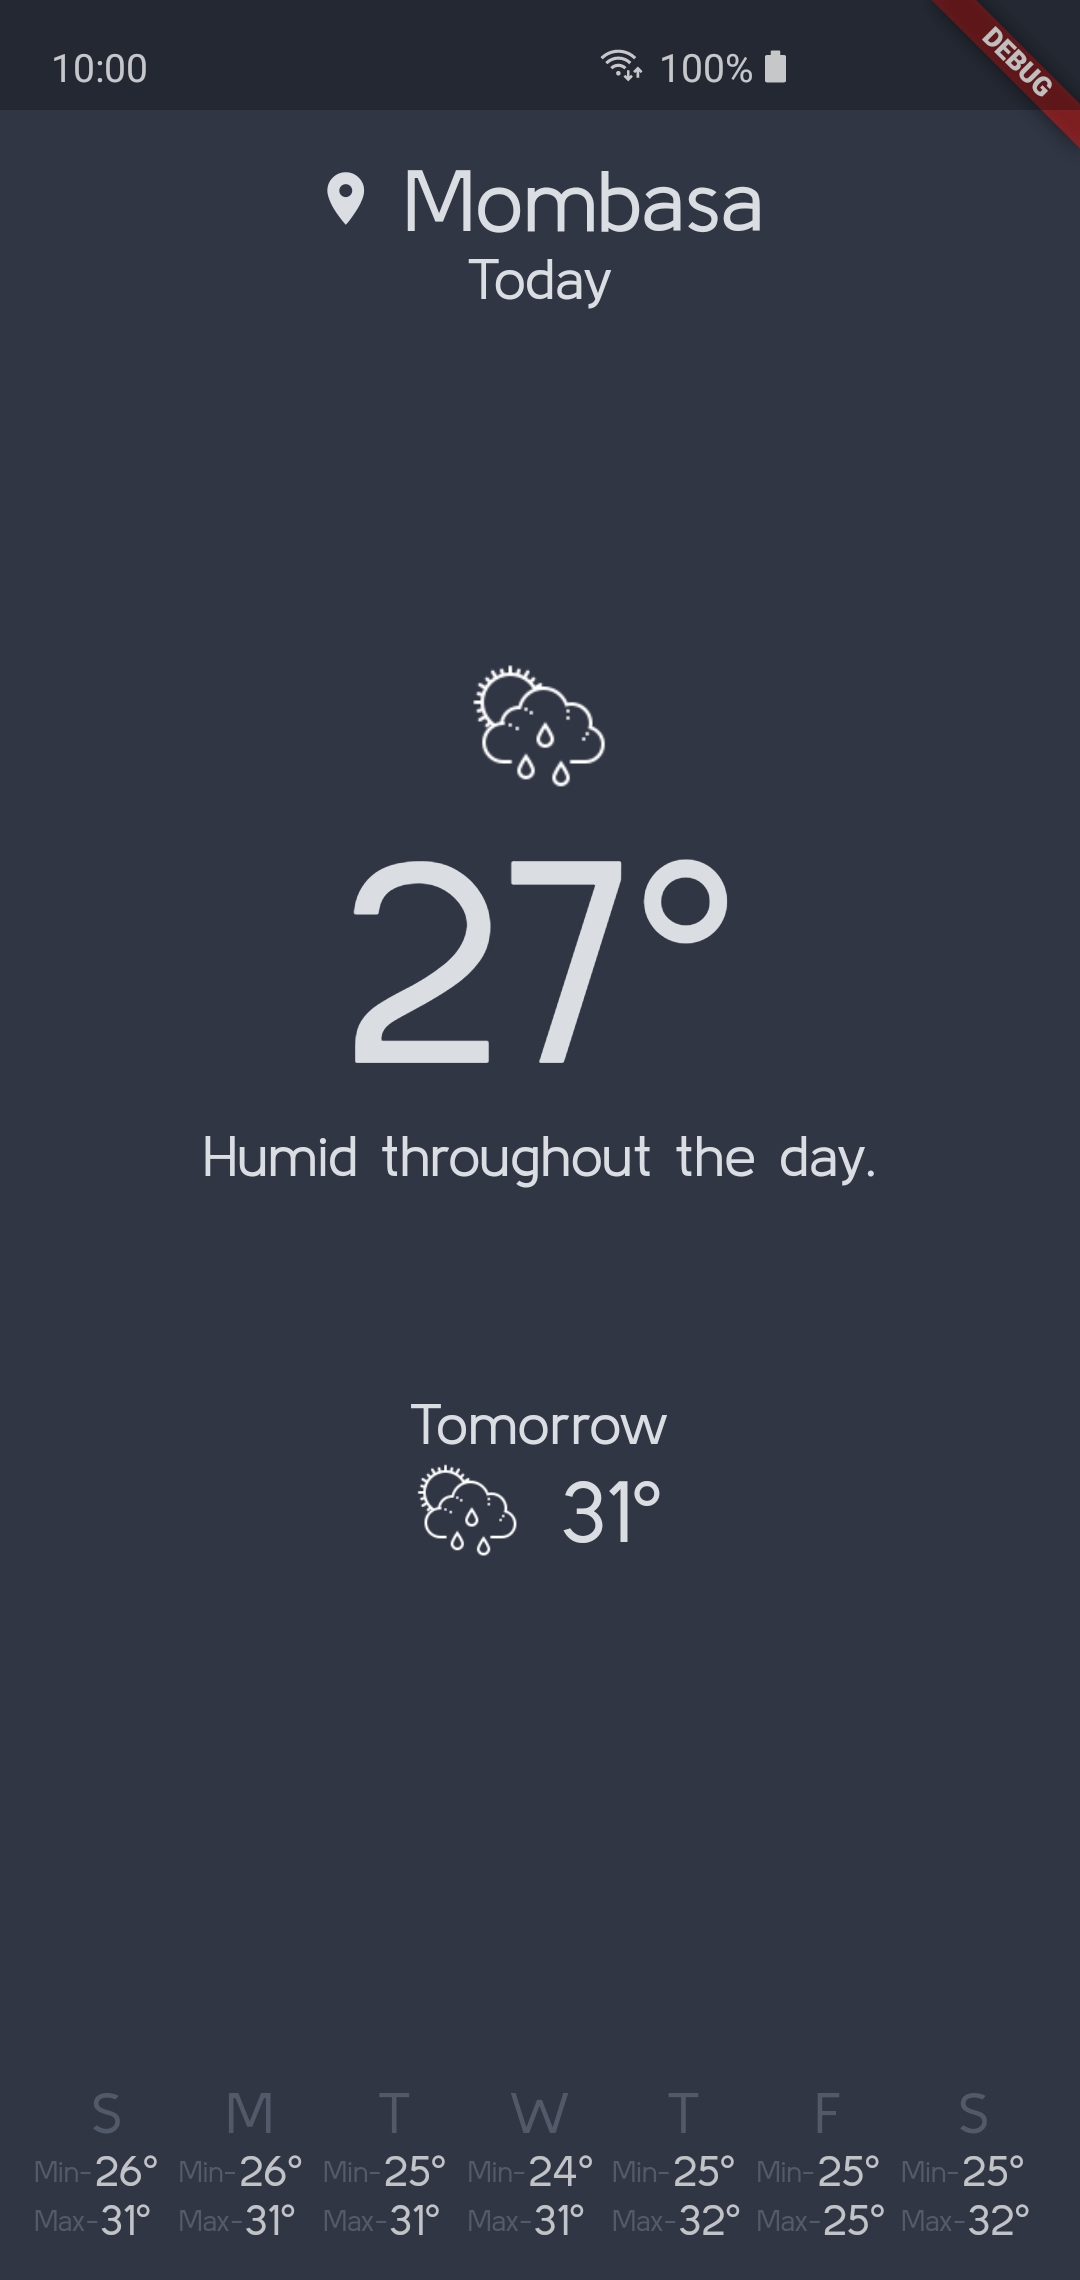 10:00 100% DEBUG
Mombasa
Today
27°
Humid throughout the day.
Tomorrow
31°
S M T W T F S
Min-26° Min-26° Min-25° Min-24° Min-25° Min-25° Min-25°
Max-31° Max-31° Max-31° Max-31° Max-32° Max-25° Max-32°